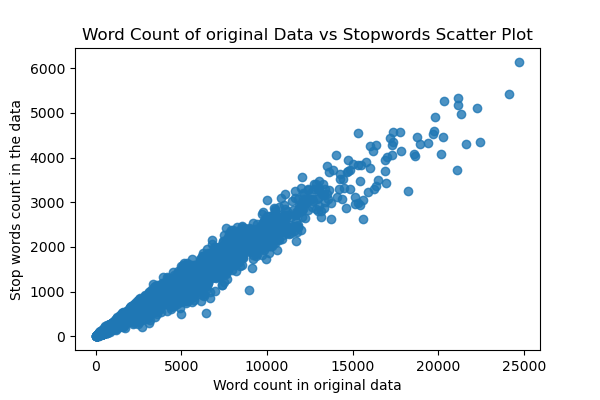 Word Count of original Data vs Stopwords Scatter Plot
6000
5000
4000
3000
2000
1000
0
Stop words count in the data
0 5000 10000 15000 20000 25000
Word count in original data